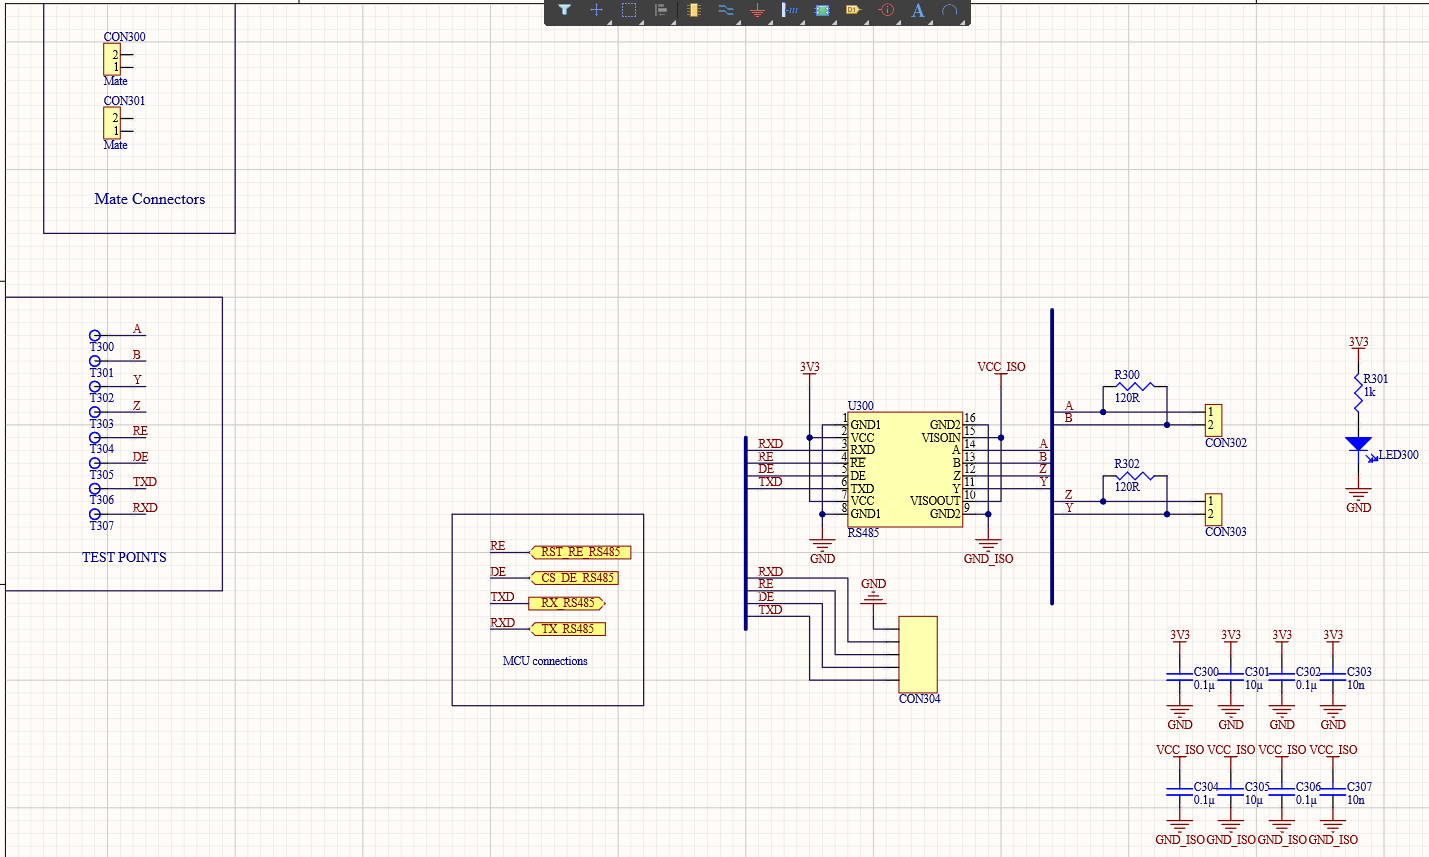 CON300
2
1
Mate
CON301
2
1
Mate
Mate Connectors
A
T300
B
T301
Y
T302
Z
T303
RE
T304
DE
T305
TXD
T306
RXD
T307
TEST POINTS
RE RST_RE_RS485
DE CS_DE_RS485
TXD RX_RS485
RXD TX_RS485
MCU connections
3V3
VCC_ISO
U300
1 GND1 GND2 16
2 VCC VISOIN 15
RXD 3 RXD A 14 A
RE 4 RE B 13 B
DE 5 DE Z 12 Z
TXD 6 TXD Y 11 Y
7 VCC VISOOUT 10
8 GND1 GND2 9
RS485
GND
GND_ISO
RXD
RE
DE
TXD
GND
CON304
R300
120R
A 1
B 2
CON302
R302
120R
Z 1
Y 2
CON303
3V3
R301
1k
LED300
GND
3V3 3V3 3V3 3V3
C300 C301 C302 C303
0.1µ 10µ 0.1µ 10n
GND GND GND GND
VCC_ISO VCC_ISO VCC_ISO VCC_ISO
C304 C305 C306 C307
0.1µ 10µ 0.1µ 10n
GND_ISO GND_ISO GND_ISO GND_ISO